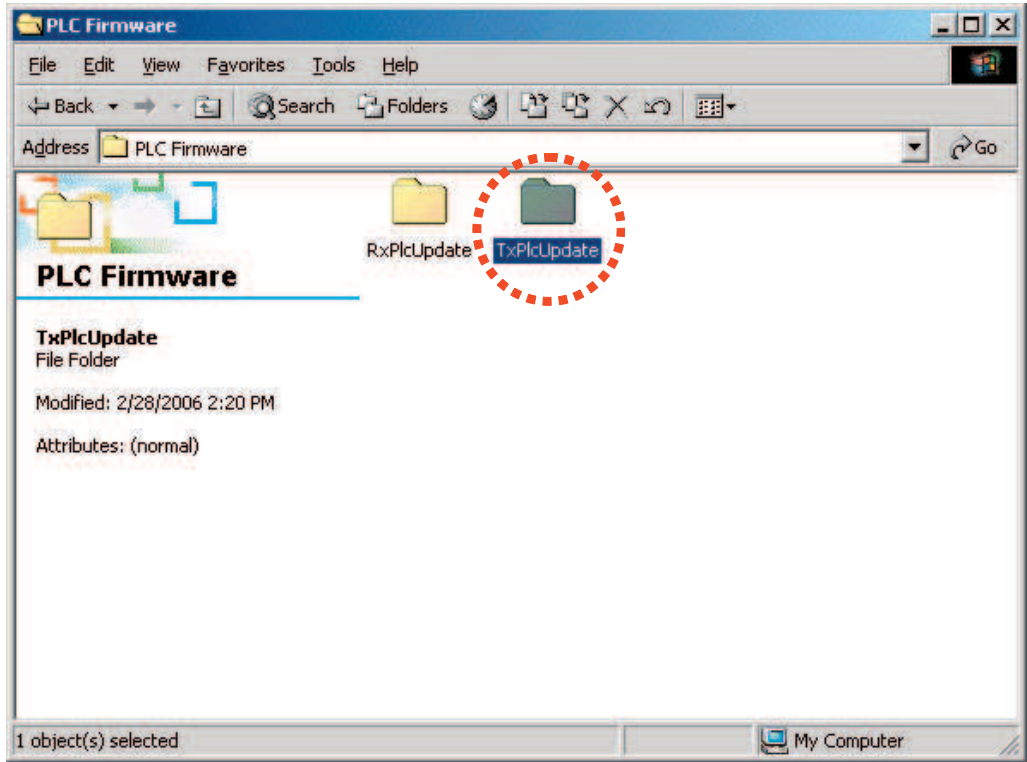 PLC Firmware
File Edit View Favorites Tools Help
Back Search Folders
Address PLC Firmware Go
RxPlcUpdate TxPlcUpdate
PLC Firmware
TxPlcUpdate
File Folder
Modified: 2/28/2006 2:20 PM
Attributes: (normal)
1 object(s) selected My Computer